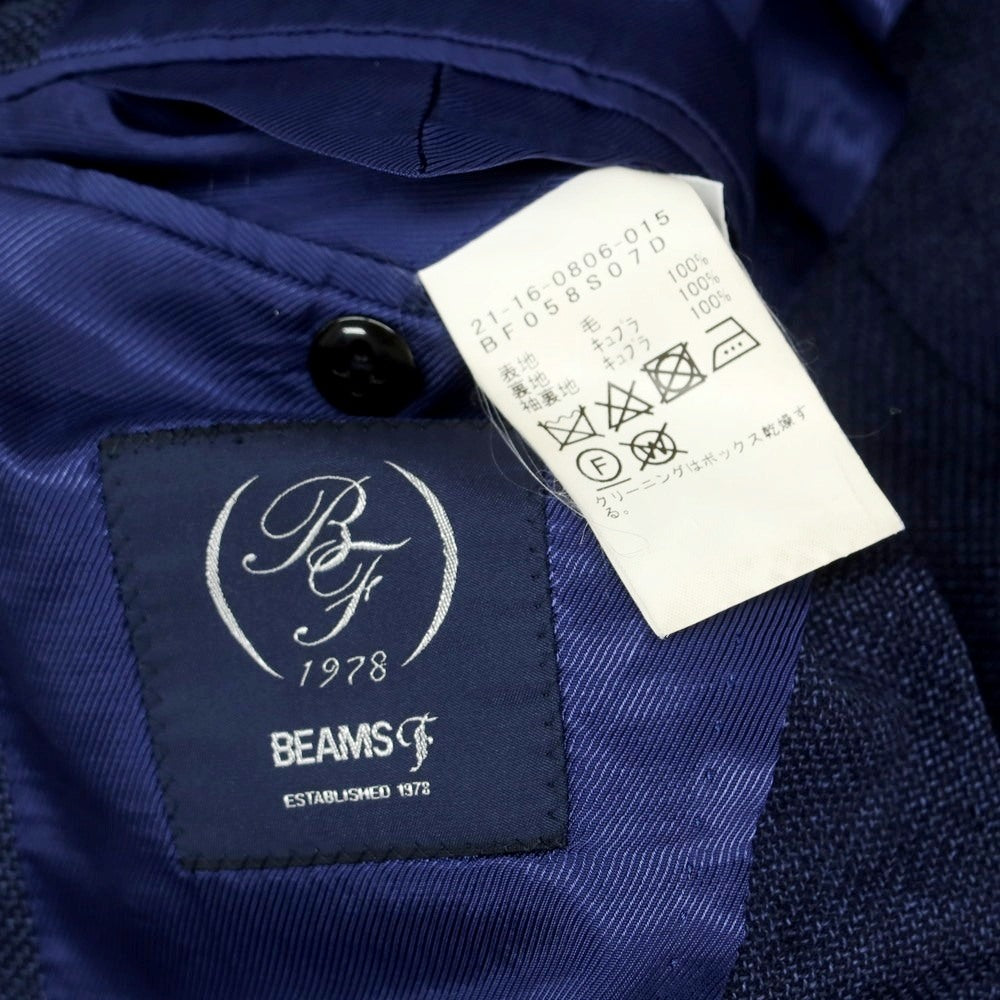 21-16-0806-015
BF058S07D
表地 毛 100%
裏地 キュプラ 100%
袖裏地 キュプラ 100%
F W
クリーニングはボックス乾燥す
る。
BF
1978
BEAMS F
ESTABLISHED 1978